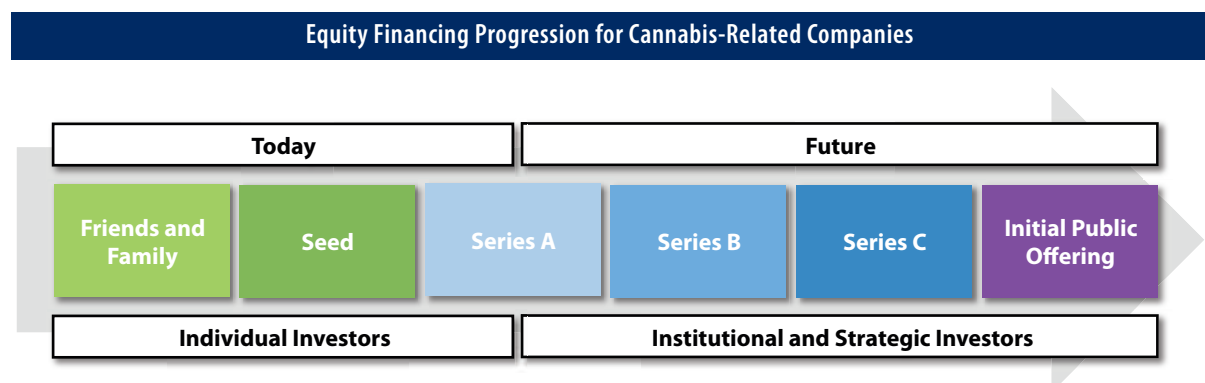 Equity Financing Progression for Cannabis-Related Companies
Today
Future
Friends and
Family
Seed
Series A
Series B
Series C
Initial Public
Offering
Individual Investors
Institutional and Strategic Investors